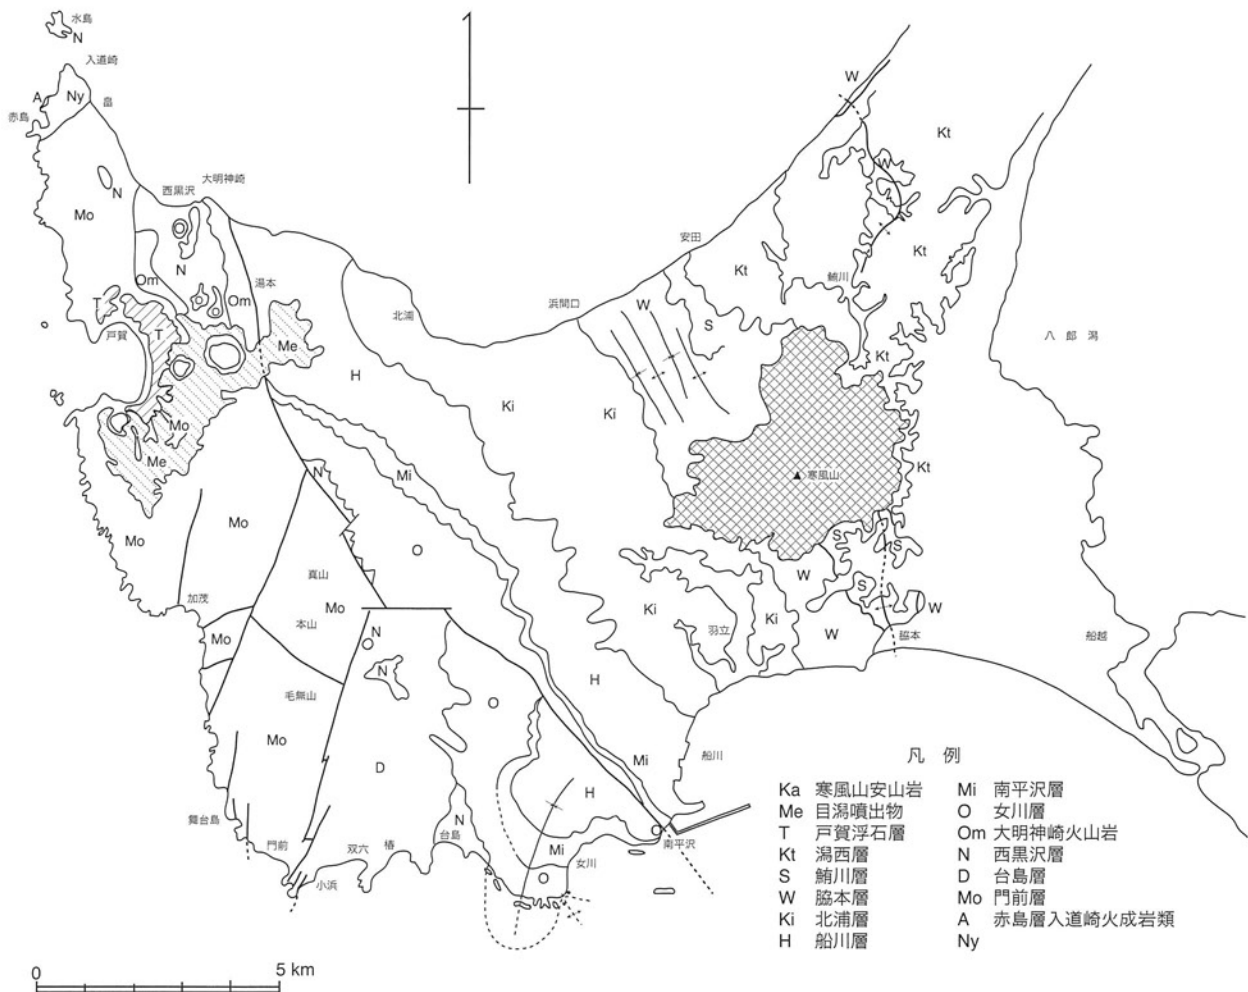 水島
N
入道崎
A
Ny
畠
赤島
W
Kt
N
Mo
西黒沢
大明神崎
W
安田
Kt
Kt
鮪川
N
Om
湯本
Om
T
T
戸賀
Me
北浦
浜間口
W
S
八郎潟
Kt
H
Ki
Ki
Mo
Me
Mi
N
寒風山
Kt
Mo
Mo
O
S
S
真山
W
加茂
Mo
本山
Mo
N
O
Ki
羽立
Ki
S
W
W
脇本
船越
N
毛無山
H
O
Mo
D
H
Mi
船川
舞台島
門前
双六
椿
台島
N
Mi
女川
O
O
南平沢
小浜
凡例
Ka 寒風山安山岩
Me 目潟噴出物
T 戸賀浮石層
Kt 潟西層
S 鮪川層
W 脇本層
Ki 北浦層
H 船川層
Mi 南平沢層
O 女川層
Om 大明神崎火山岩
N 西黒沢層
D 台島層
Mo 門前層
A 赤島層入道崎火成岩類
Ny
0
5 km